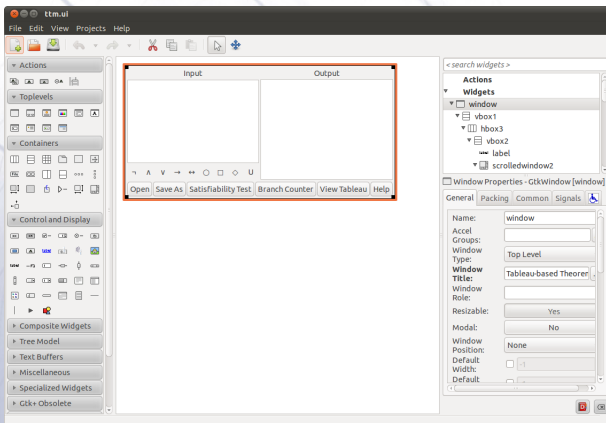 ttm.ui
File Edit View Projects Help
Actions
Toplevels
Containers
Control and Display
Composite Widgets
Tree Model
Text Buffers
Miscellaneous
Specialized Widgets
Gtk+ Obsolete
Input Output
¬ ∧ ∨ → ↔ ○ □ ◇ U
Open Save As Satisfiability Test Branch Counter View Tableau Help
< search widgets >
Actions
Widgets
window
vbox1
hbox3
vbox2
label
scrolledwindow2
Window Properties - GtkWindow [window]
General Packing Common Signals
Name: window
Accel Groups:
Window Type: Top Level
Window Title: Tableau-based Theorer
Window Role:
Resizable: Yes
Modal: No
Window Position: None
Default Width: -1
Default